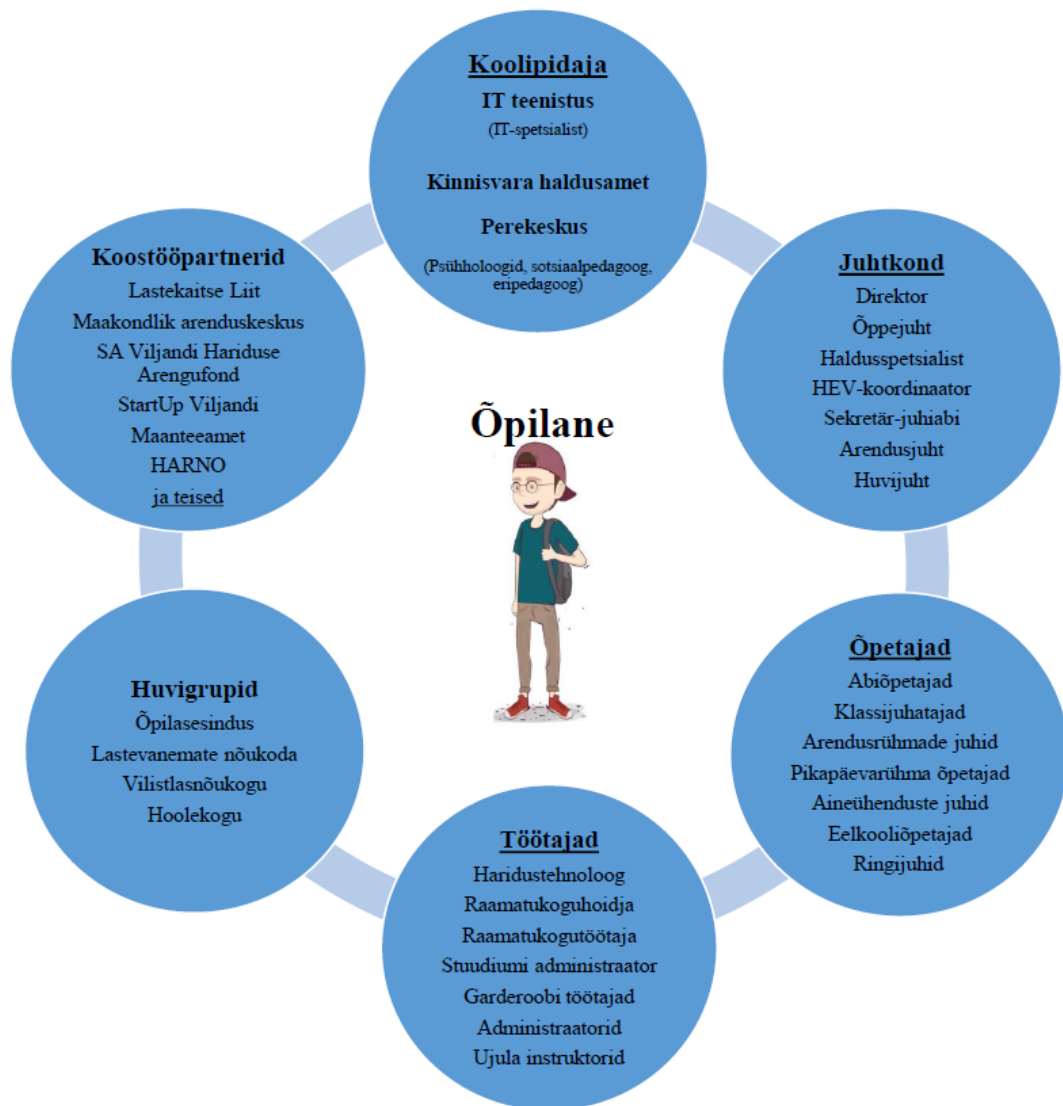 Koolipidaja
IT teenistus
(IT-spetsialist)
Kinnisvara haldusamet
Perekeskus
(Psühholoogid, sotsiaalpedagoog,
eripedagoog)
Juhtkond
Direktor
Õppejuht
Haldusspetsialist
HEV-koordinaator
Sekretär-juhiabi
Arendusjuht
Huvijuht
Õpetajad
Abiõpetajad
Klassijuhatajad
Arendusrühmade juhid
Pikapäevarühma õpetajad
Aineühenduste juhid
Eelkooliõpetajad
Ringijuhid
Töötajad
Haridustehnoloog
Raamatukoguhoidja
Raamatukogutöötaja
Stuudiumi administraator
Garderoobi töötajad
Administraatorid
Ujula instruktorid
Huvigrupid
Õpilasesindus
Lastevanemate nõukoda
Vilistlasnõukogu
Hoolekogu
Koostööpartnerid
Lastekaitse Liit
Maakondlik arenduskeskus
SA Viljandi Hariduse
Arengufond
StartUp Viljandi
Maanteeamet
HARNO
ja teised
Õpilane